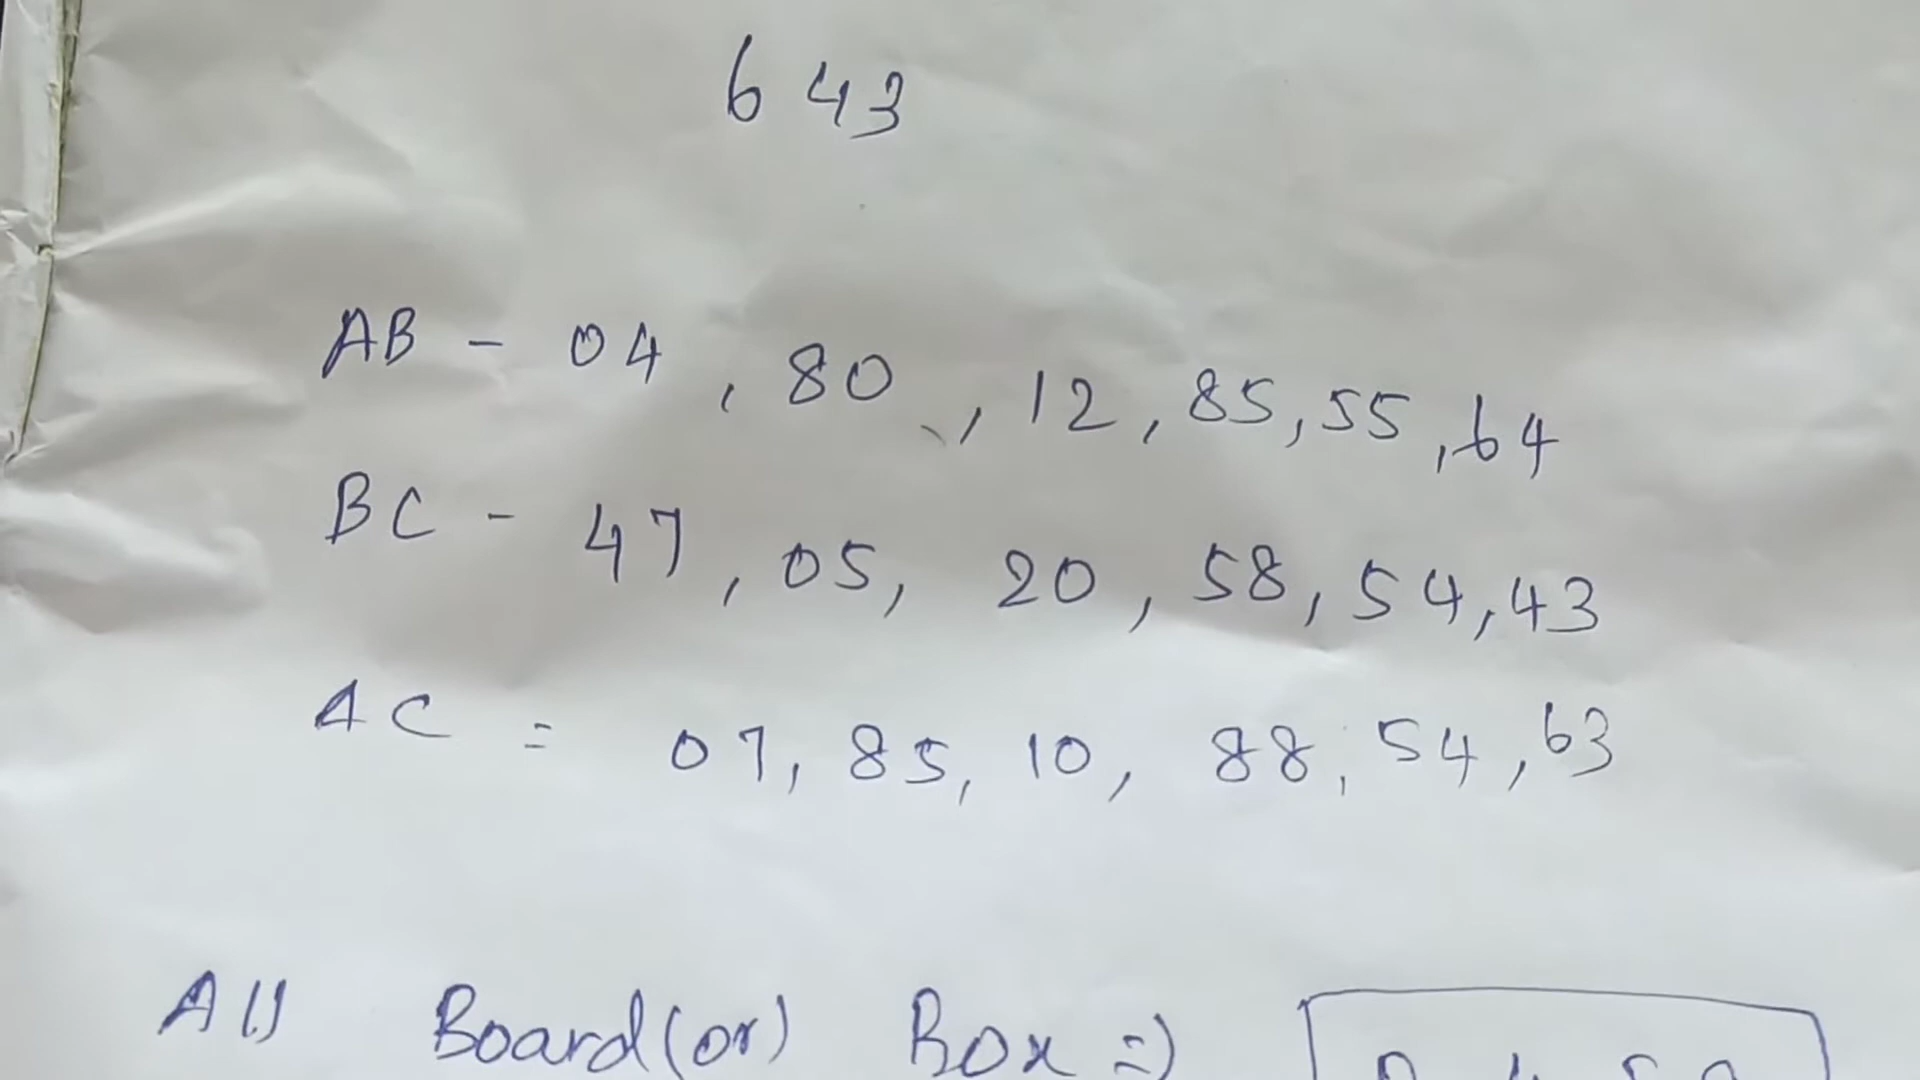 643
AB - 04, 80, 12, 85, 55, 64
BC - 47, 05, 20, 58, 54, 43
AC = 07, 85, 10, 88, 54, 63
All Board (or) Box =)